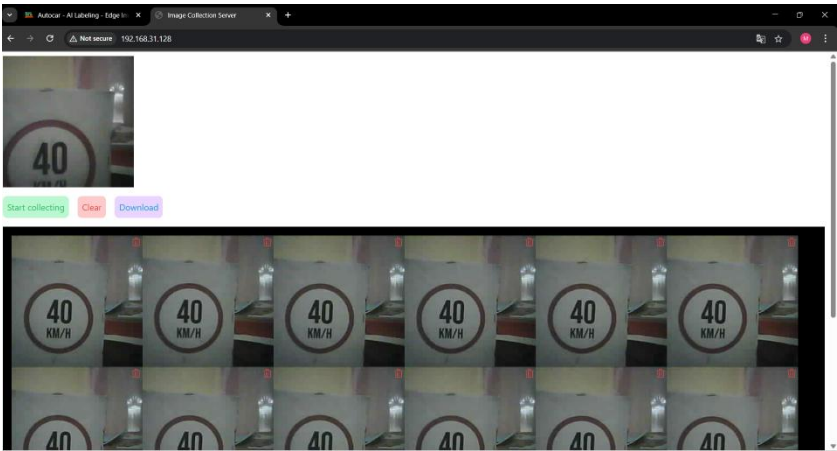 Autocar - AI Labeling - Edge Im
Image Collection Server
Not secure 192.168.31.128
M
40
KM/H
Start collecting Clear Download
40 40 40 40 40 40
KM/H KM/H KM/H KM/H KM/H KM/H
40 40 40 40 40 40